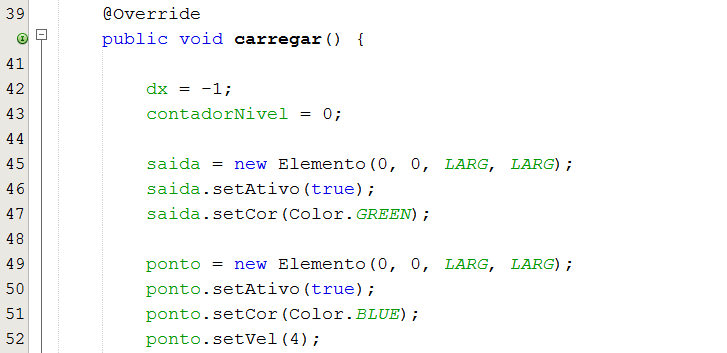 39 @Override
public void carregar() {
41
42 dx = -1;
43 contadorNivel = 0;
44
45 saida = new Elemento(0, 0, LARG, LARG);
46 saida.setAtivo(true);
47 saida.setCor(Color.GREEN);
48
49 ponto = new Elemento(0, 0, LARG, LARG);
50 ponto.setAtivo(true);
51 ponto.setCor(Color.BLUE);
52 ponto.setVel(4);